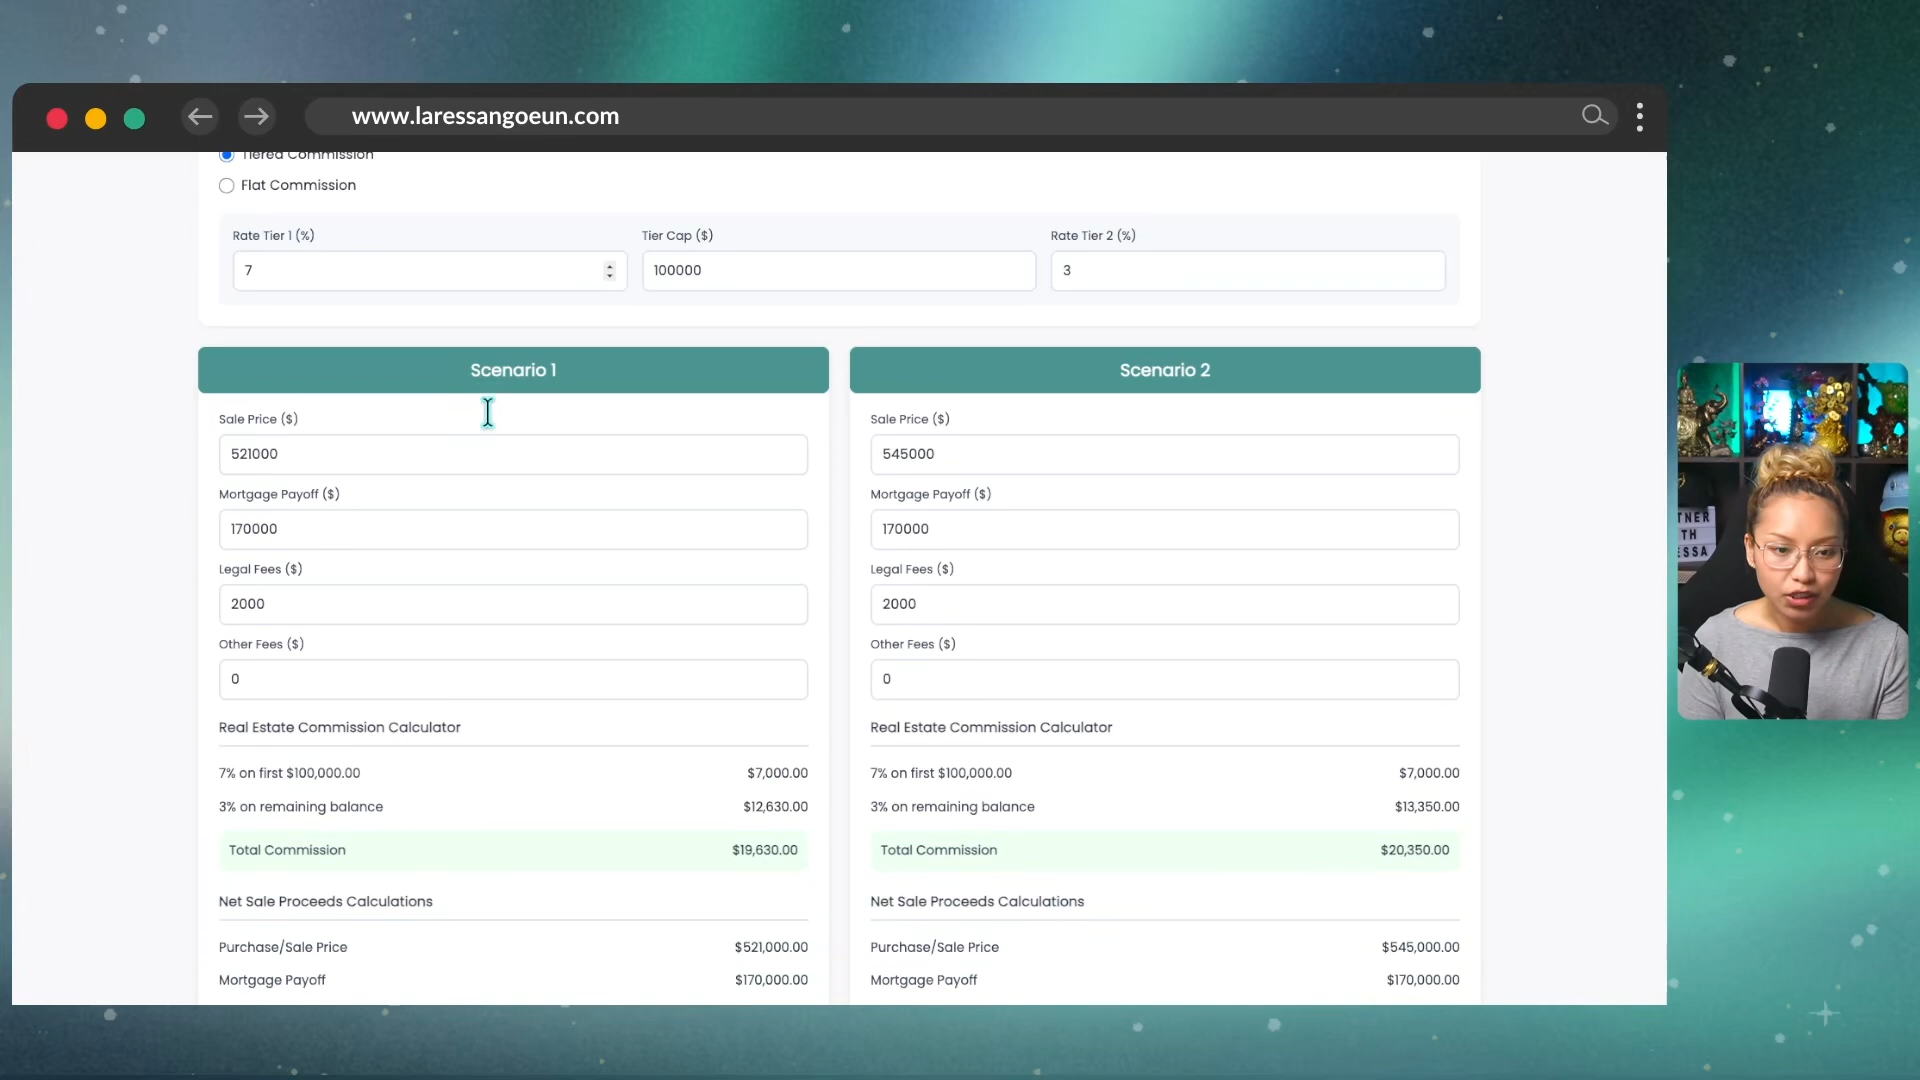 www.laressangoeun.com
Tiered Commission
Flat Commission
Rate Tier 1 (%)
Tier Cap ($)
Rate Tier 2 (%)
7
100000
3
Scenario 1
Scenario 2
Sale Price ($)
Sale Price ($)
521000
545000
Mortgage Payoff ($)
Mortgage Payoff ($)
170000
170000
Legal Fees ($)
Legal Fees ($)
2000
2000
Other Fees ($)
Other Fees ($)
0
0
Real Estate Commission Calculator
Real Estate Commission Calculator
7% on first $100,000.00 $7,000.00
7% on first $100,000.00 $7,000.00
3% on remaining balance $12,630.00
3% on remaining balance $13,350.00
Total Commission $19,630.00
Total Commission $20,350.00
Net Sale Proceeds Calculations
Net Sale Proceeds Calculations
Purchase/Sale Price $521,000.00
Purchase/Sale Price $545,000.00
Mortgage Payoff $170,000.00
Mortgage Payoff $170,000.00
TNER
TH
ESSA